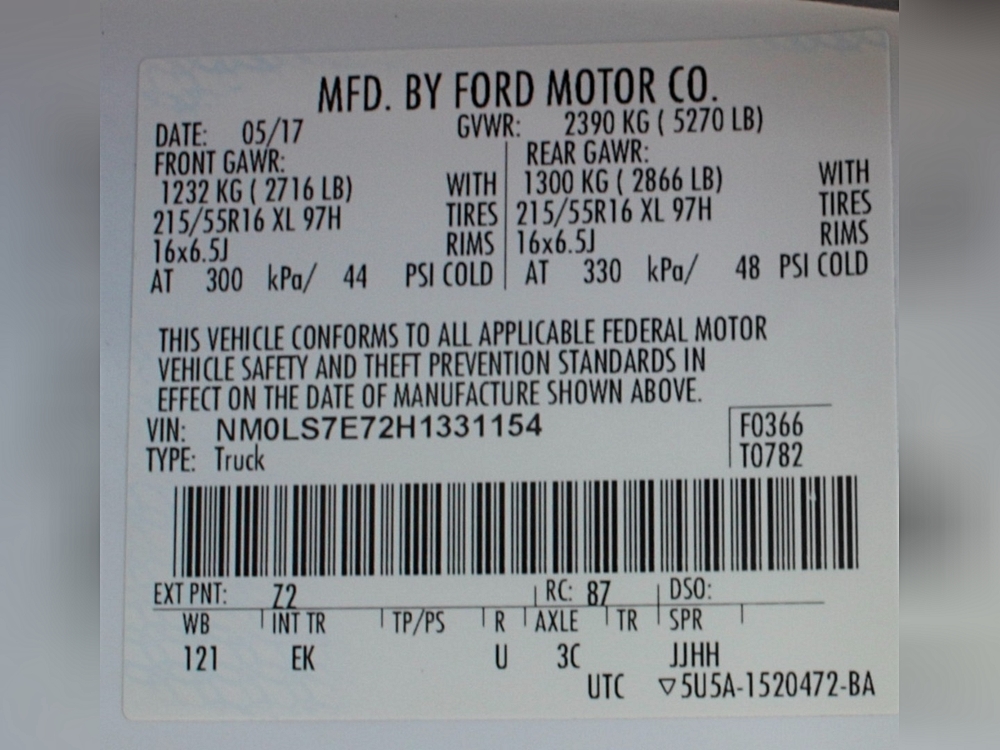 MFD. BY FORD MOTOR CO.
DATE: 05/17 GVWR: 2390 KG ( 5270 LB)
FRONT GAWR: REAR GAWR:
1232 KG ( 2716 LB) WITH 1300 KG ( 2866 LB) WITH
215/55R16 XL 97H TIRES 215/55R16 XL 97H TIRES
16x6.5J RIMS 16x6.5J RIMS
AT 300 kPa/ 44 PSI COLD AT 330 kPa/ 48 PSI COLD
THIS VEHICLE CONFORMS TO ALL APPLICABLE FEDERAL MOTOR
VEHICLE SAFETY AND THEFT PREVENTION STANDARDS IN
EFFECT ON THE DATE OF MANUFACTURE SHOWN ABOVE.
VIN: NM0LS7E72H1331154 F0366
TYPE: Truck T0782
EXT PNT: Z2 RC: 87 DSO:
WB INT TR TP/PS R AXLE TR SPR
121 EK U 3C JJHH
UTC ▽5U5A-1520472-BA